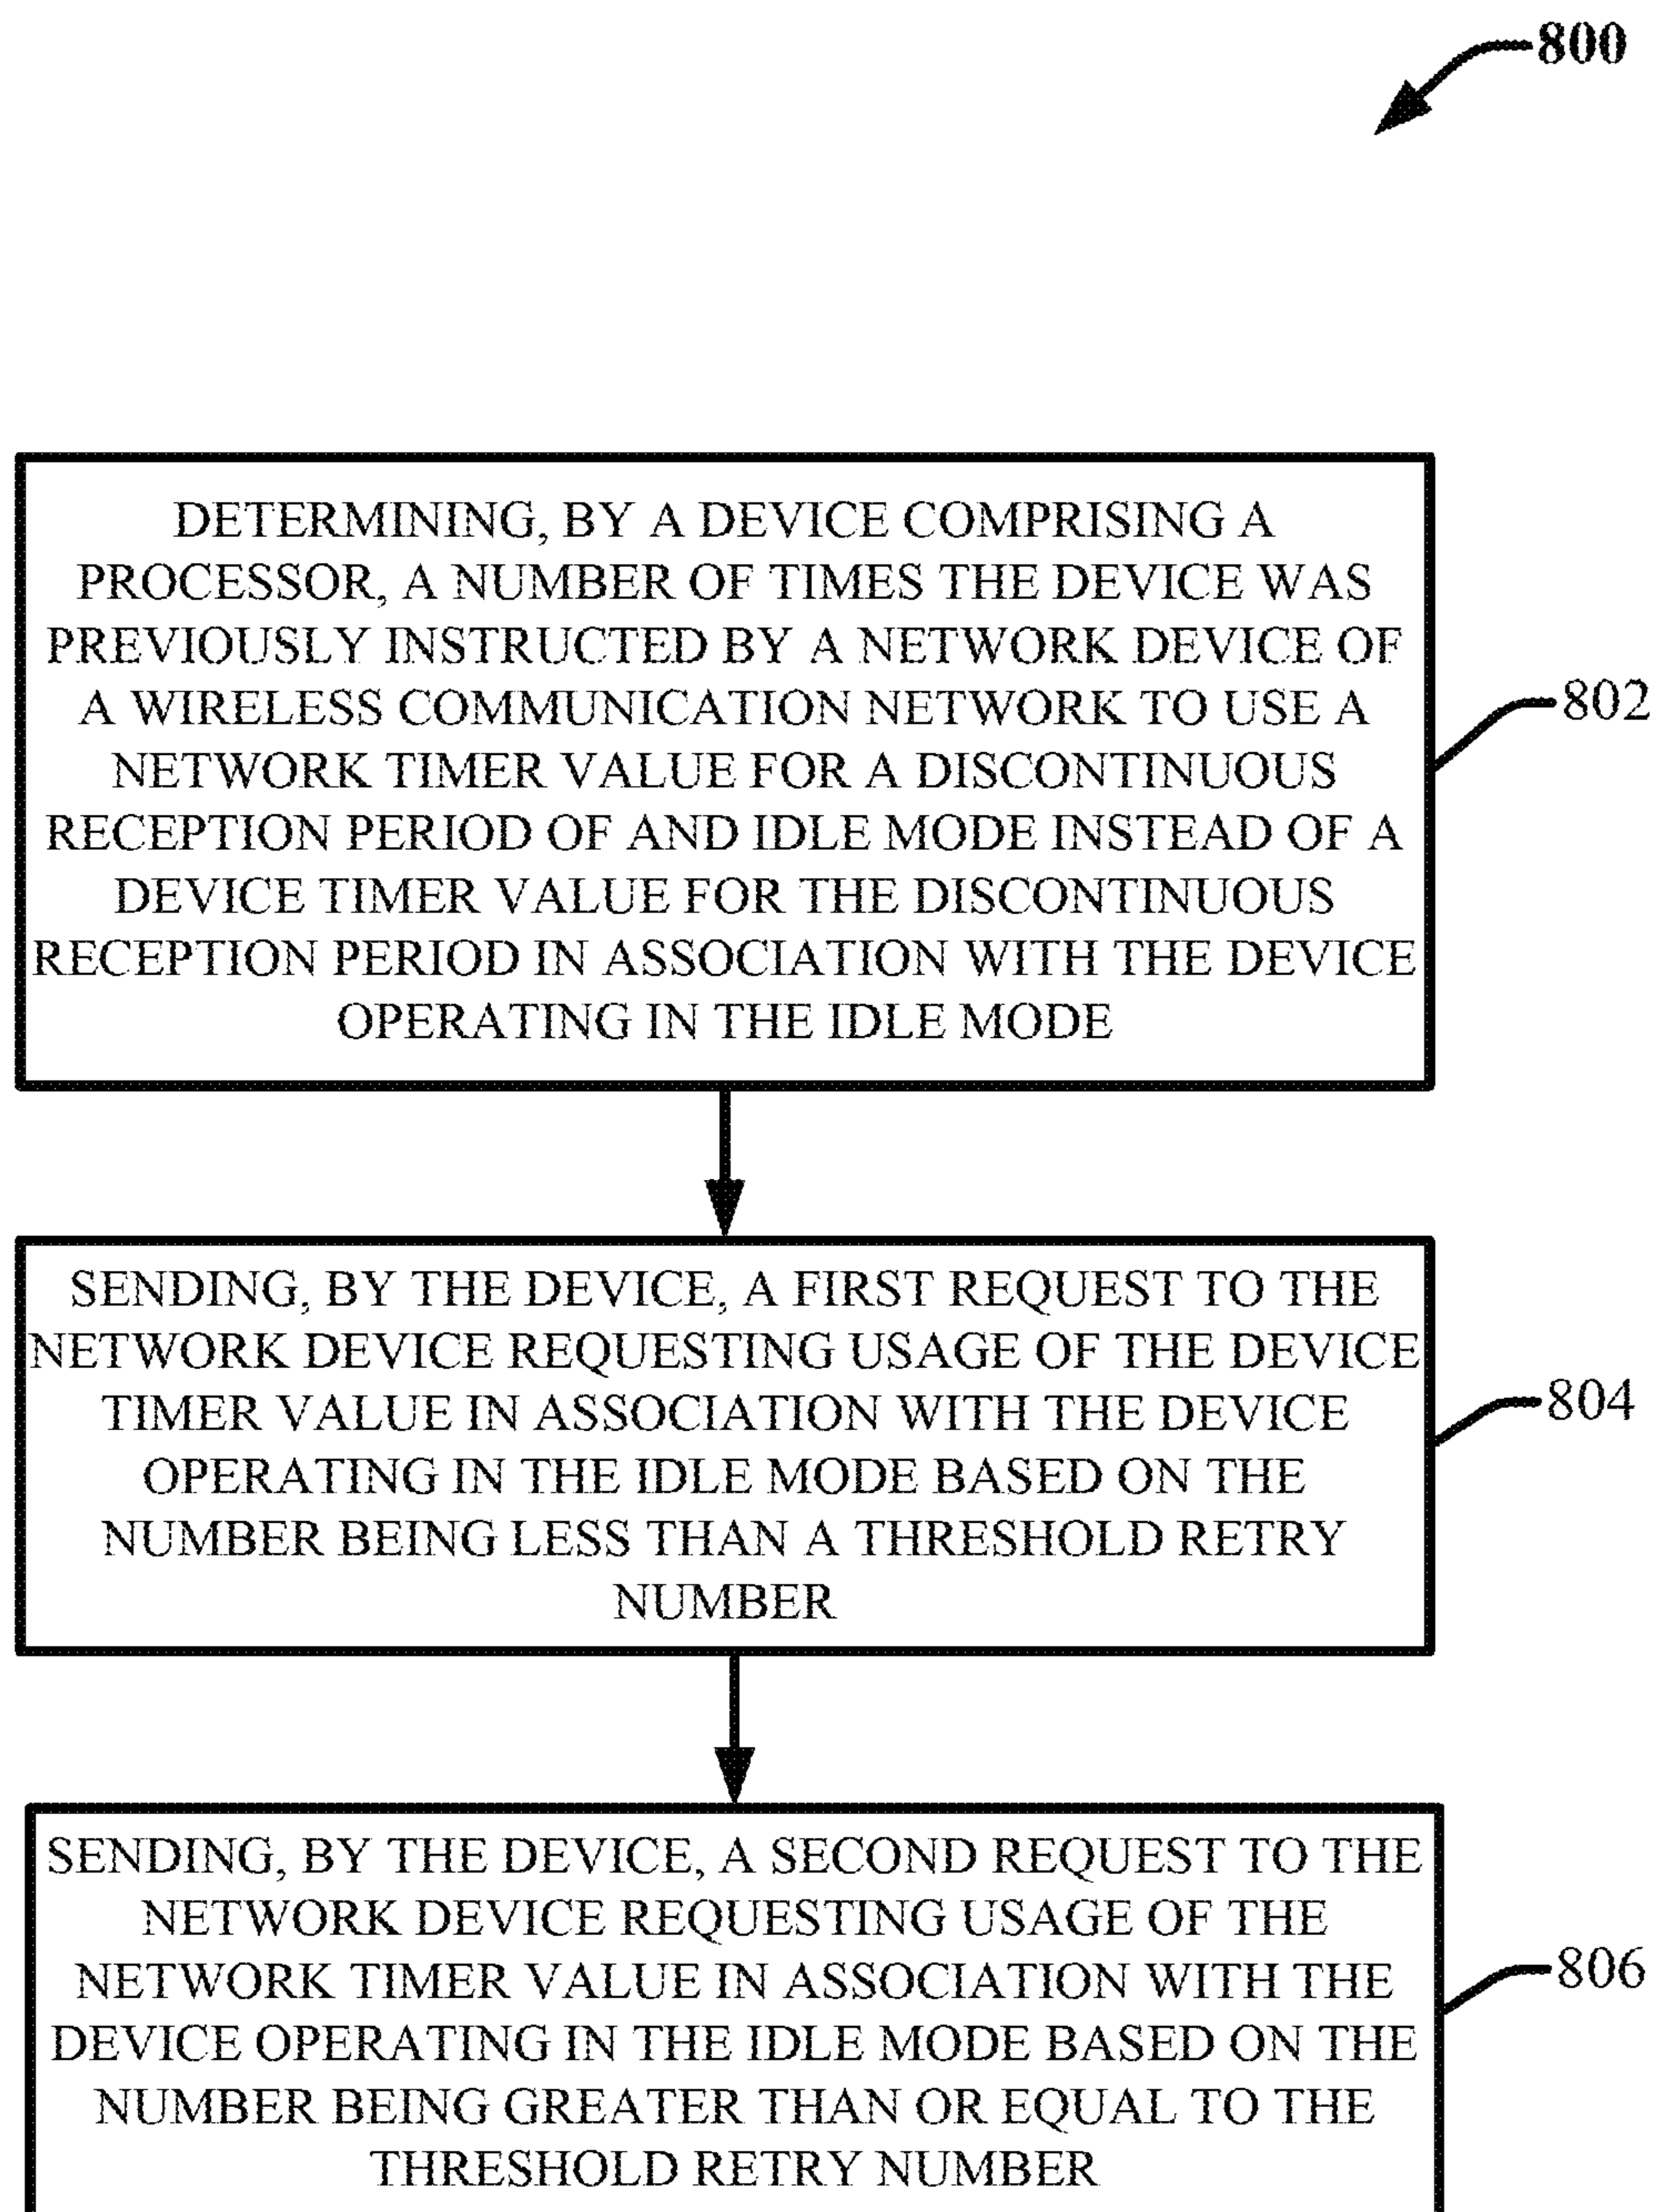 800
DETERMINING, BY A DEVICE COMPRISING A
PROCESSOR, A NUMBER OF TIMES THE DEVICE WAS
PREVIOUSLY INSTRUCTED BY A NETWORK DEVICE OF
A WIRELESS COMMUNICATION NETWORK TO USE A
NETWORK TIMER VALUE FOR A DISCONTINUOUS
RECEPTION PERIOD OF AND IDLE MODE INSTEAD OF A
DEVICE TIMER VALUE FOR THE DISCONTINUOUS
RECEPTION PERIOD IN ASSOCIATION WITH THE DEVICE
OPERATING IN THE IDLE MODE
802
SENDING, BY THE DEVICE, A FIRST REQUEST TO THE
NETWORK DEVICE REQUESTING USAGE OF THE DEVICE
TIMER VALUE IN ASSOCIATION WITH THE DEVICE
OPERATING IN THE IDLE MODE BASED ON THE
NUMBER BEING LESS THAN A THRESHOLD RETRY
NUMBER
804
SENDING, BY THE DEVICE, A SECOND REQUEST TO THE
NETWORK DEVICE REQUESTING USAGE OF THE
NETWORK TIMER VALUE IN ASSOCIATION WITH THE
DEVICE OPERATING IN THE IDLE MODE BASED ON THE
NUMBER BEING GREATER THAN OR EQUAL TO THE
THRESHOLD RETRY NUMBER
806